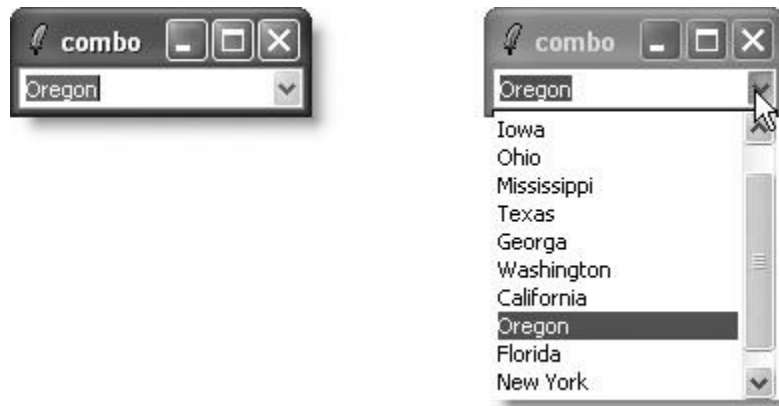 combo
Oregon
combo
Oregon
Iowa
Ohio
Mississippi
Texas
Georga
Washington
California
Oregon
Florida
New York